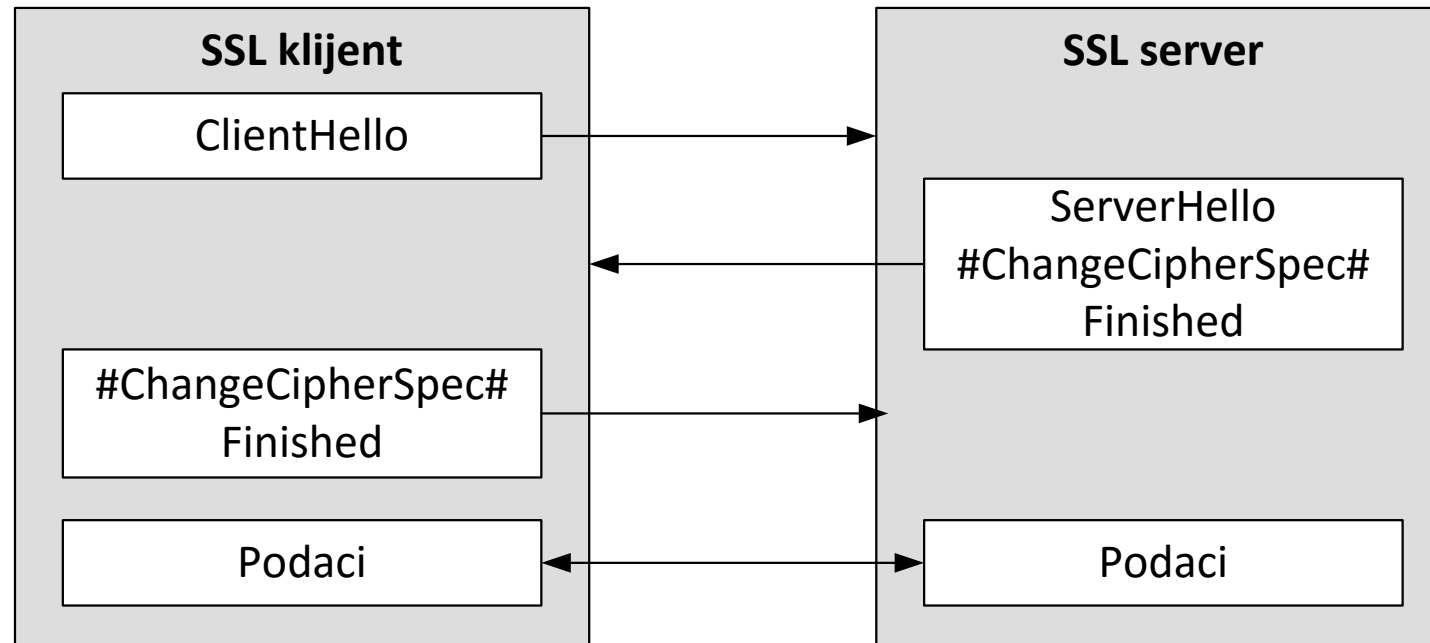 SSL klijent
SSL server
ClientHello
ServerHello
#ChangeCipherSpec#
Finished
#ChangeCipherSpec#
Finished
Podaci
Podaci